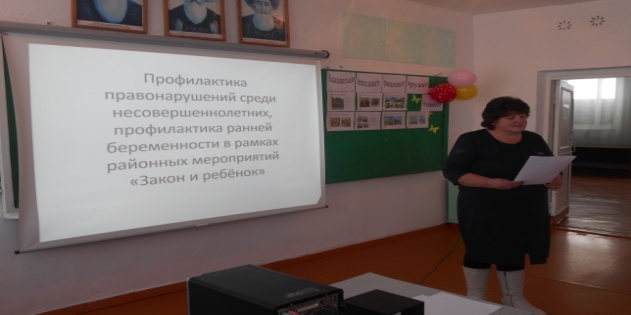 Профилактика
правонарушений среди
несовершеннолетних,
профилактика ранней
беременности в рамках
районных мероприятий
«Закон и ребёнок»